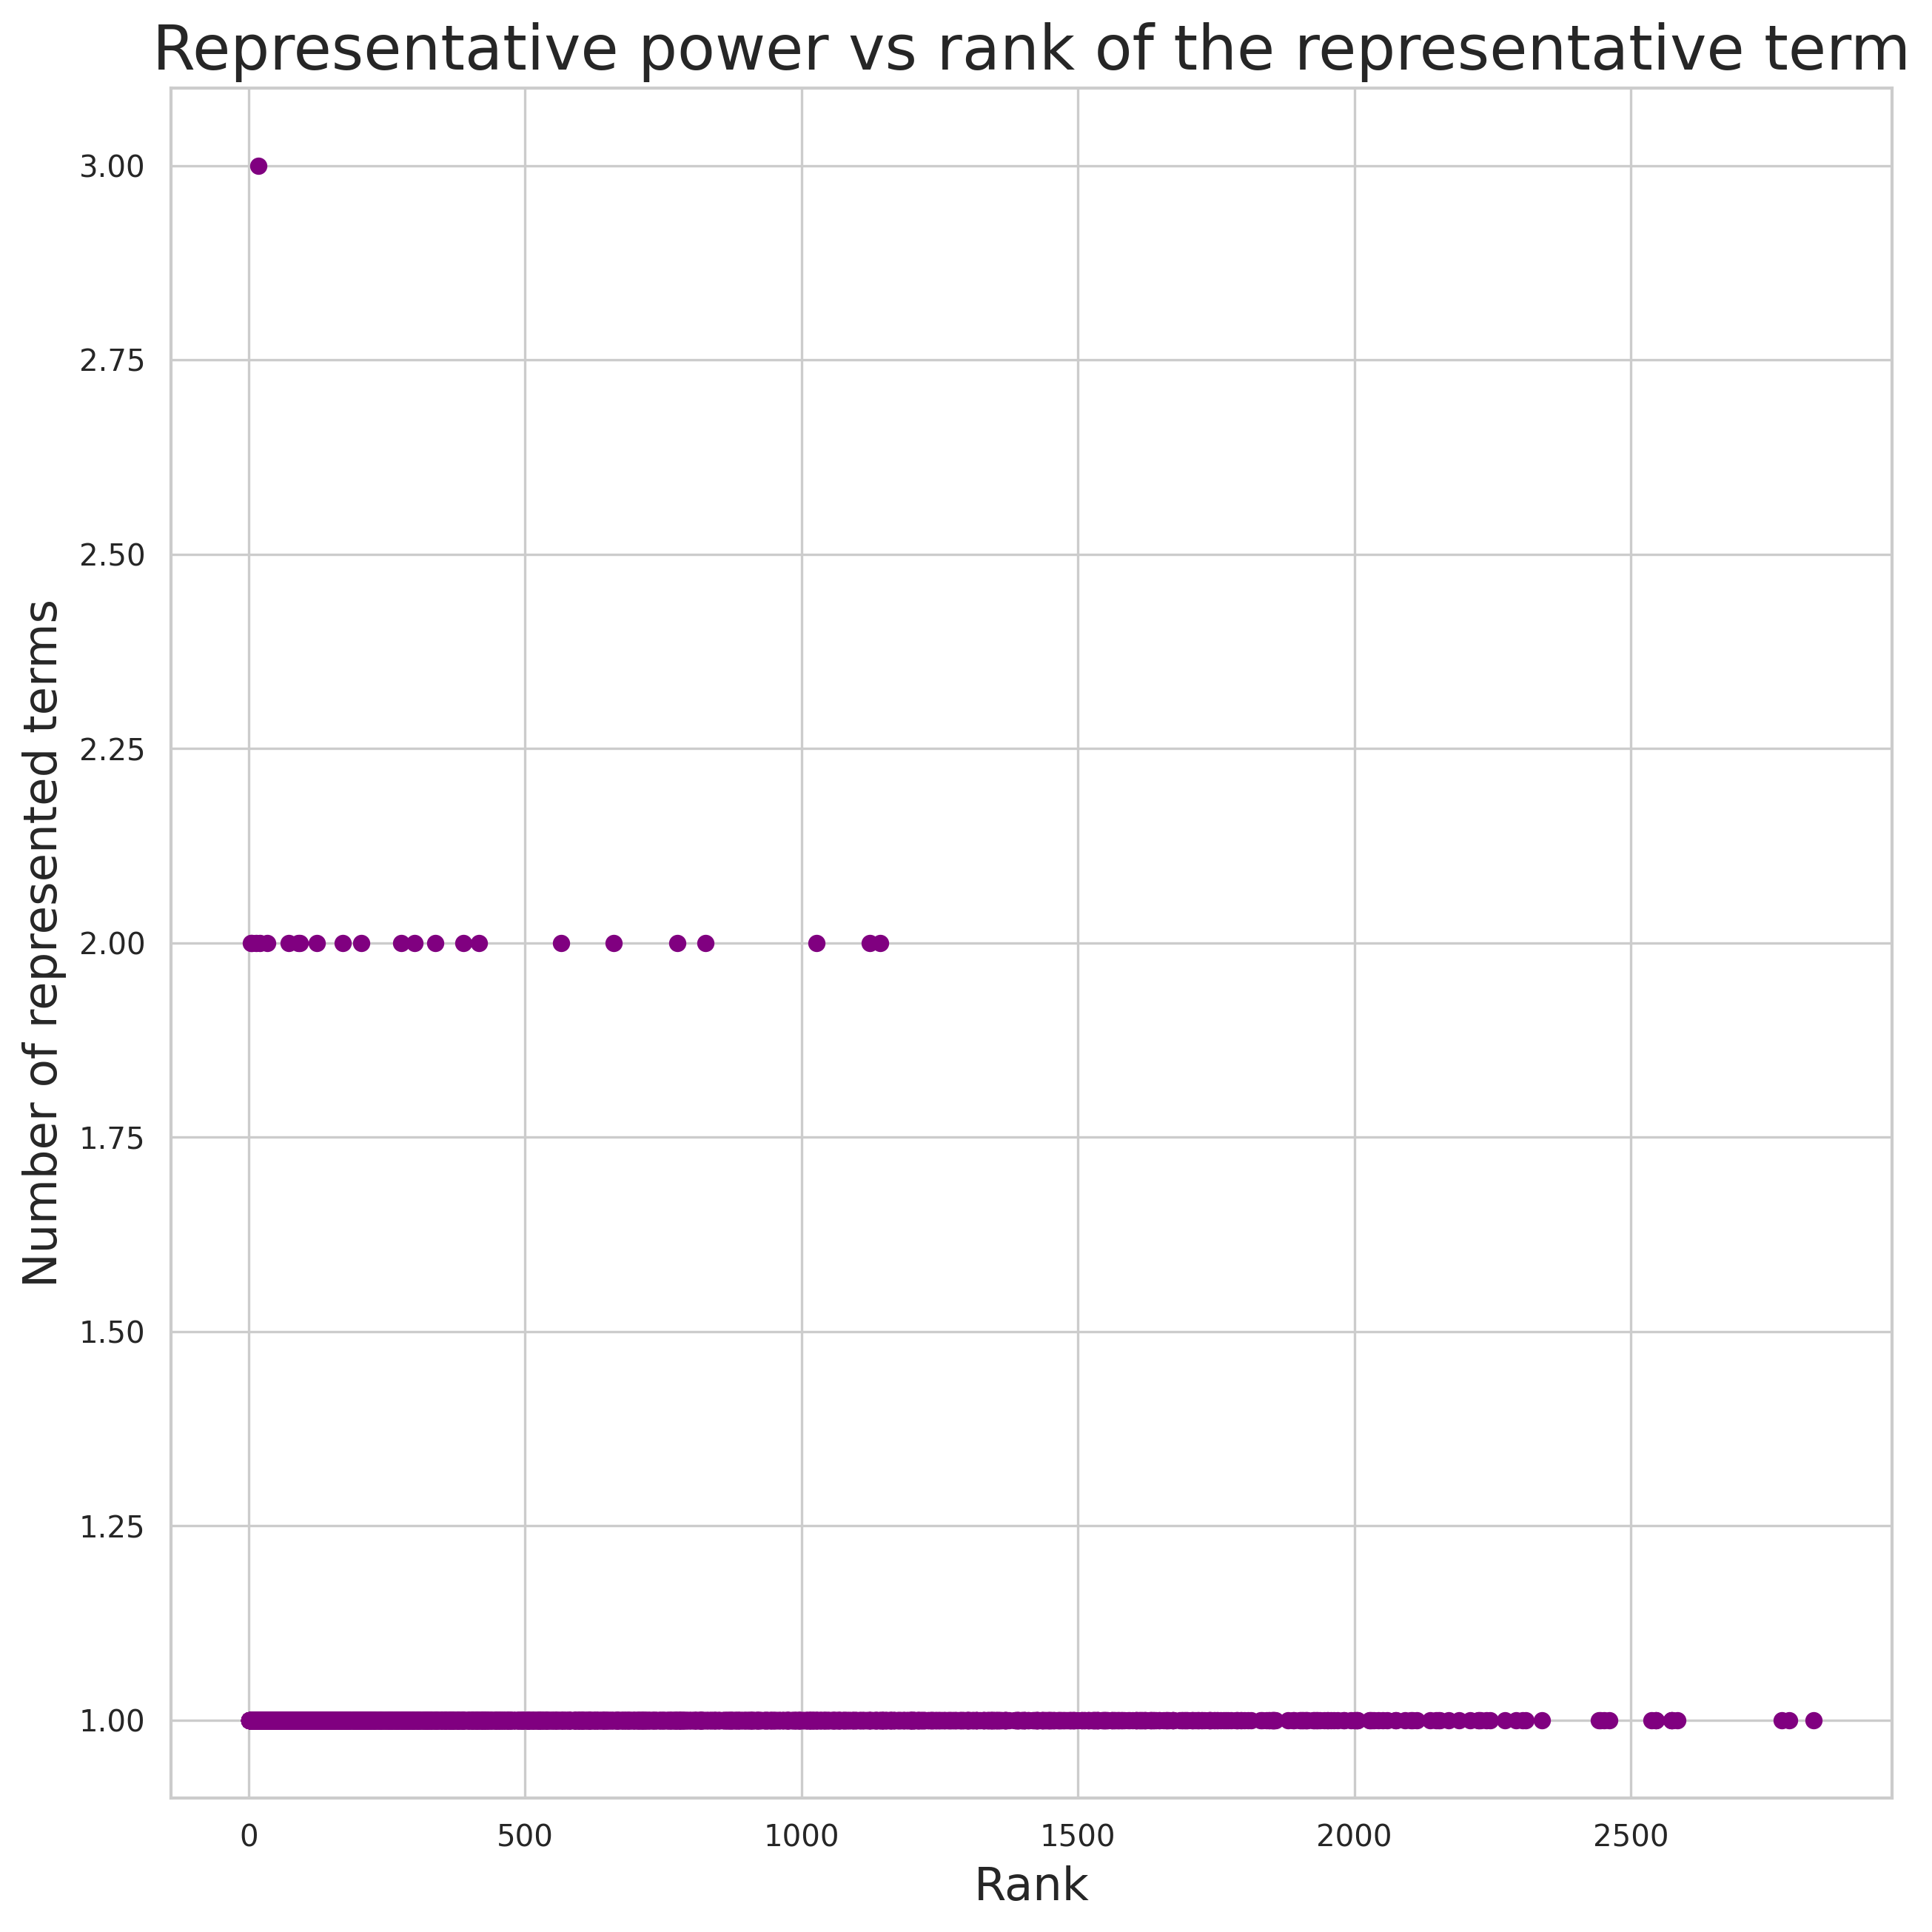 Representative power vs rank of the representative term
Number of represented terms
3.00
2.75
2.50
2.25
2.00
1.75
1.50
1.25
1.00
0 500 1000 1500 2000 2500
Rank